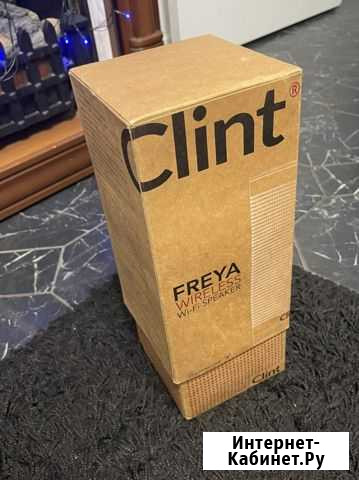 Clint®
FREYA
WIRELESS
Wi-Fi-SPEAKER
Clint
Интернет-
Кабинет.Ру